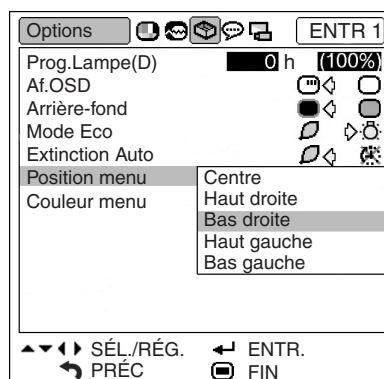 Options ENTR 1
Prog.Lampe(D) 0 h (100%)
Af.OSD
Arrière-fond
Mode Eco
Extinction Auto
Position menu
Couleur menu
Centre
Haut droite
Bas droite
Haut gauche
Bas gauche
SÉL./RÉG. ENTR.
PRÉC FIN